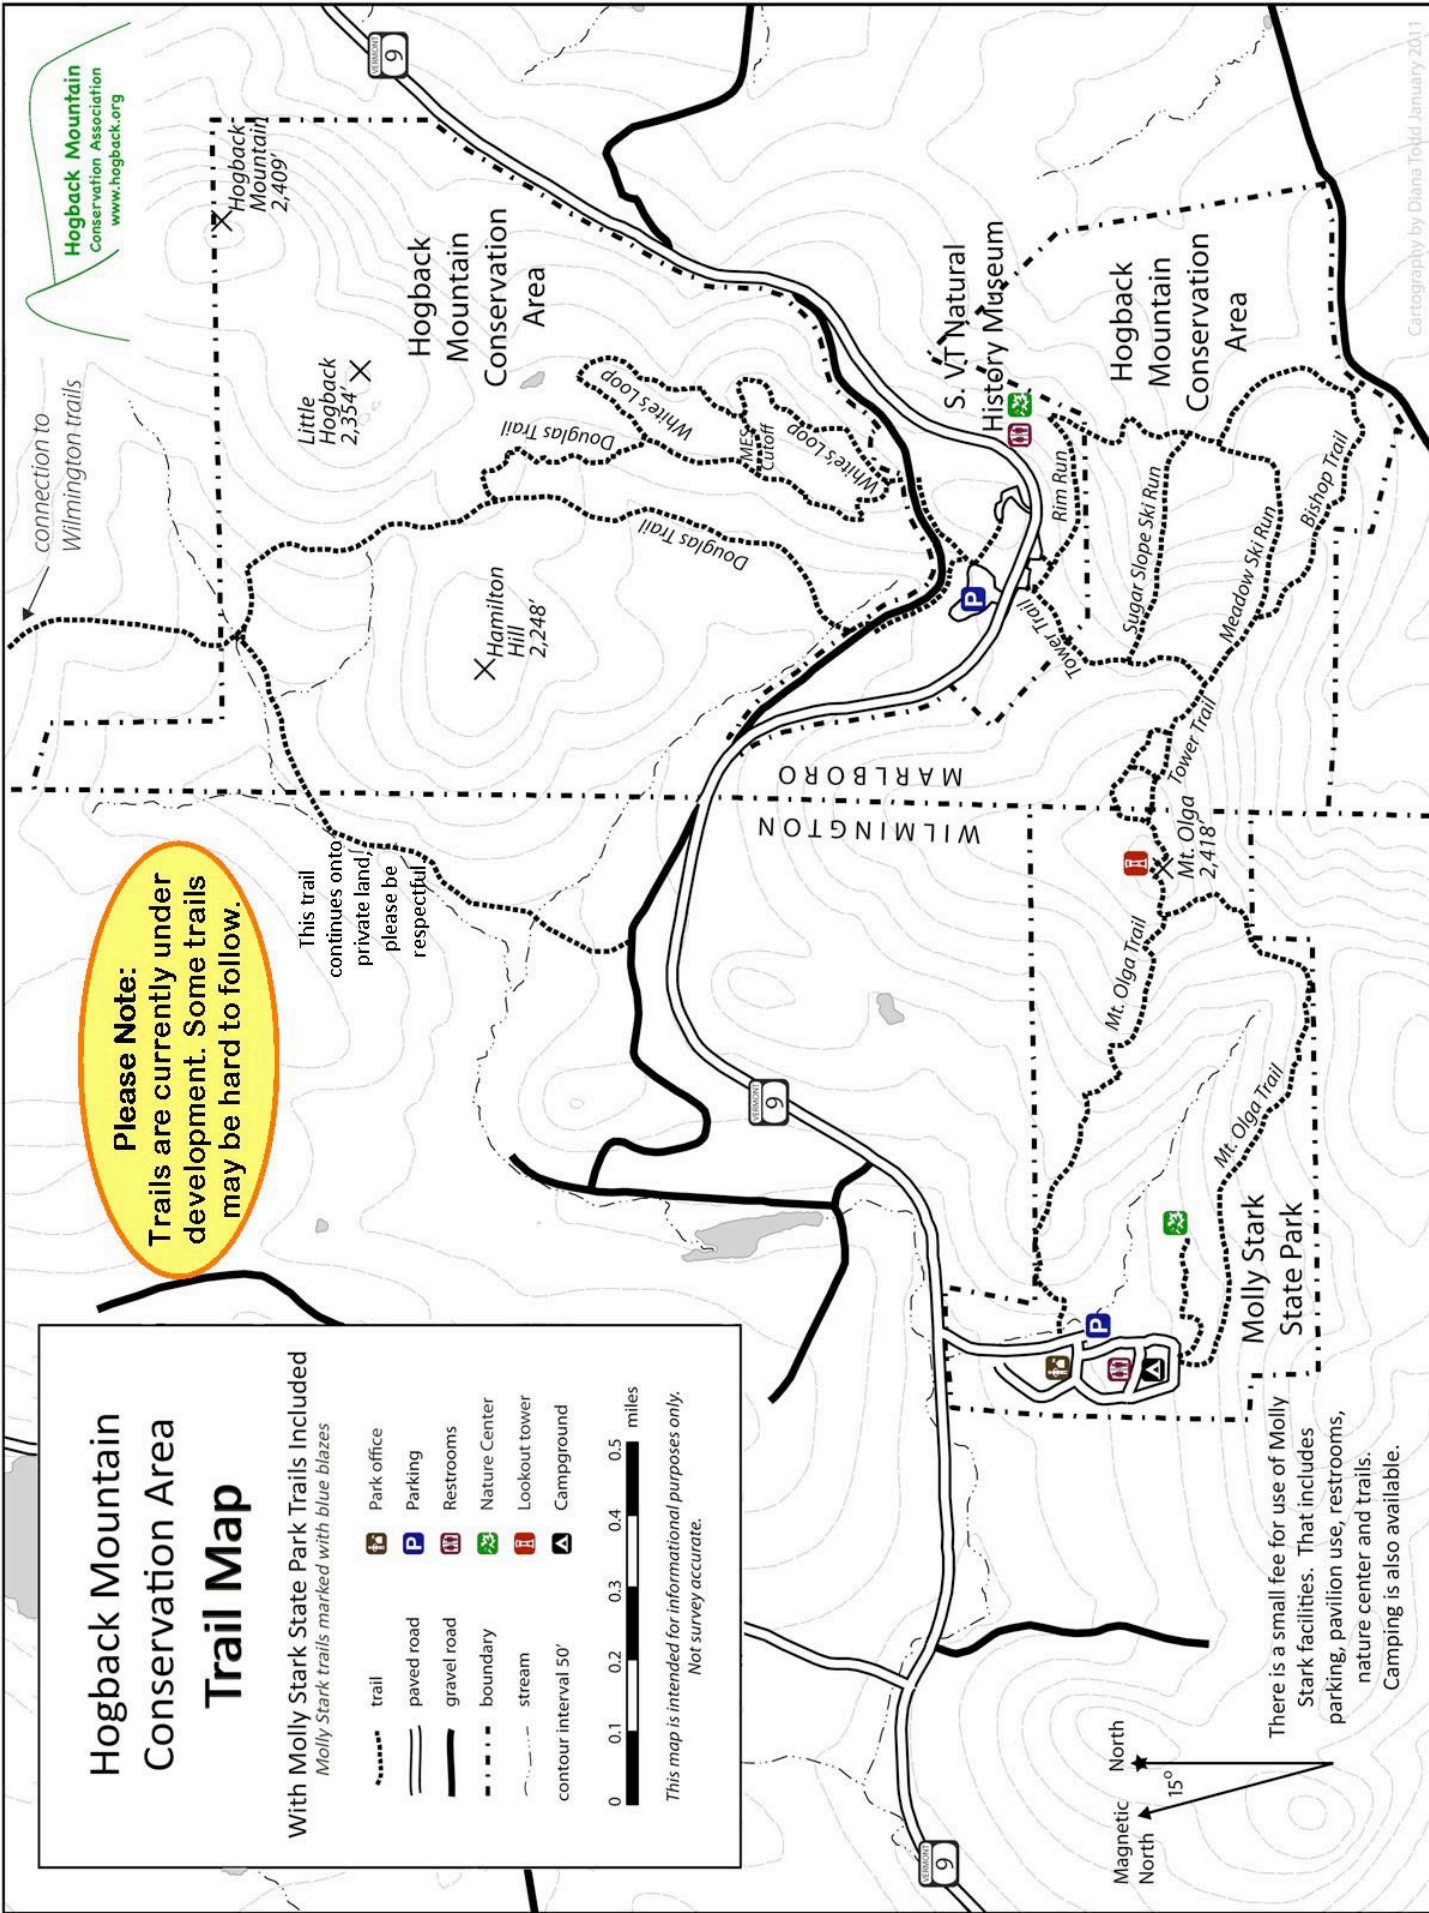 Hogback Mountain
Conservation Area
Trail Map
With Molly Stark State Park Trails Included
Molly Stark trails marked with blue blazes
trail
paved road
gravel road
boundary
stream
contour interval 50'
Park office
Parking
Restrooms
Nature Center
Lookout tower
Campground
0 0.1 0.2 0.3 0.4 0.5 miles
This map is intended for informational purposes only.
Not survey accurate.
Please Note:
Trails are currently under
development. Some trails
may be hard to follow.
connection to
Wilmington trails
Hogback Mountain
Conservation Association
www.hogback.org
Hogback
Mountain
2,409'
VERMONT
9
Little
Hogback
2,354'
Hogback
Mountain
Conservation
Area
Hamilton
Hill
2,248'
Douglas Trail
Douglas Trail
White's Loop
White's
MES
Cutoff
White's Loop
This trail
continues onto
private land,
please be
respectful.
MARLBORO
WILMINGTON
VERMONT
9
P
S. VT Natural
History Museum
Hogback
Mountain
Conservation
Area
Rim Run
Tower Trail
Sugar Slope Ski Run
Meadow Ski Run
Bishop Trail
Tower Trail
Mt. Olga
2,418'
Mt. Olga Trail
Mt. Olga Trail
P
Molly Stark
State Park
VERMONT
9
Magnetic
North
North
15°
There is a small fee for use of Molly
Stark facilities. That includes
parking, pavilion use, restrooms,
nature center and trails.
Camping is also available.
Cartography by Diana Todd January 2011